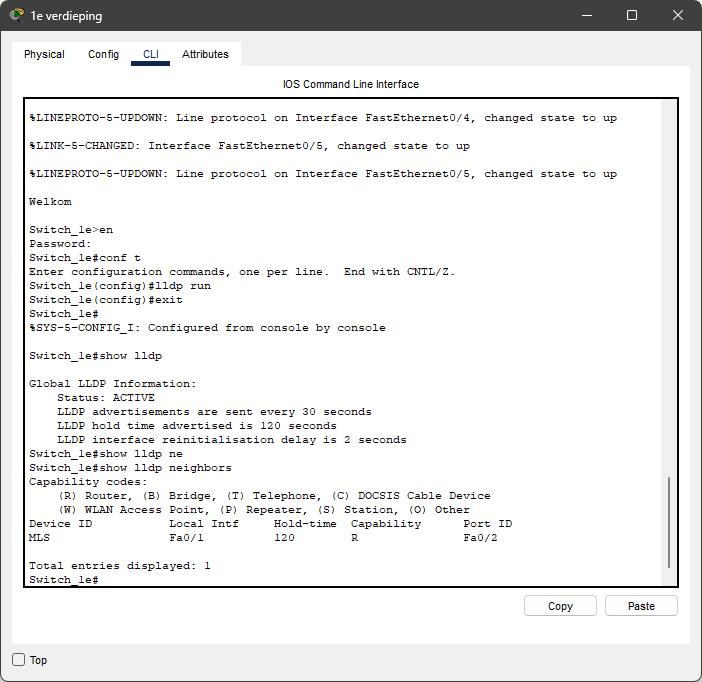 1e verdieping
Physical Config CLI Attributes
IOS Command Line Interface
%LINEPROTO-5-UPDOWN: Line protocol on Interface FastEthernet0/4, changed state to up
%LINK-5-CHANGED: Interface FastEthernet0/5, changed state to up
%LINEPROTO-5-UPDOWN: Line protocol on Interface FastEthernet0/5, changed state to up
Welkom
Switch_1e>en
Password:
Switch_1e#conf t
Enter configuration commands, one per line.  End with CNTL/Z.
Switch_1e(config)#lldp run
Switch_1e(config)#exit
Switch_1e#
%SYS-5-CONFIG_I: Configured from console by console
Switch_1e#show lldp
Global LLDP Information:
    Status: ACTIVE
    LLDP advertisements are sent every 30 seconds
    LLDP hold time advertised is 120 seconds
    LLDP interface reinitialisation delay is 2 seconds
Switch_1e#show lldp ne
Switch_1e#show lldp neighbors
Capability codes:
    (R) Router, (B) Bridge, (T) Telephone, (C) DOCSIS Cable Device
    (W) WLAN Access Point, (P) Repeater, (S) Station, (O) Other
Device ID           Local Intf     Hold-time  Capability      Port ID
MLS                 Fa0/1          120        R               Fa0/2
Total entries displayed: 1
Switch_1e#
Copy Paste
Top